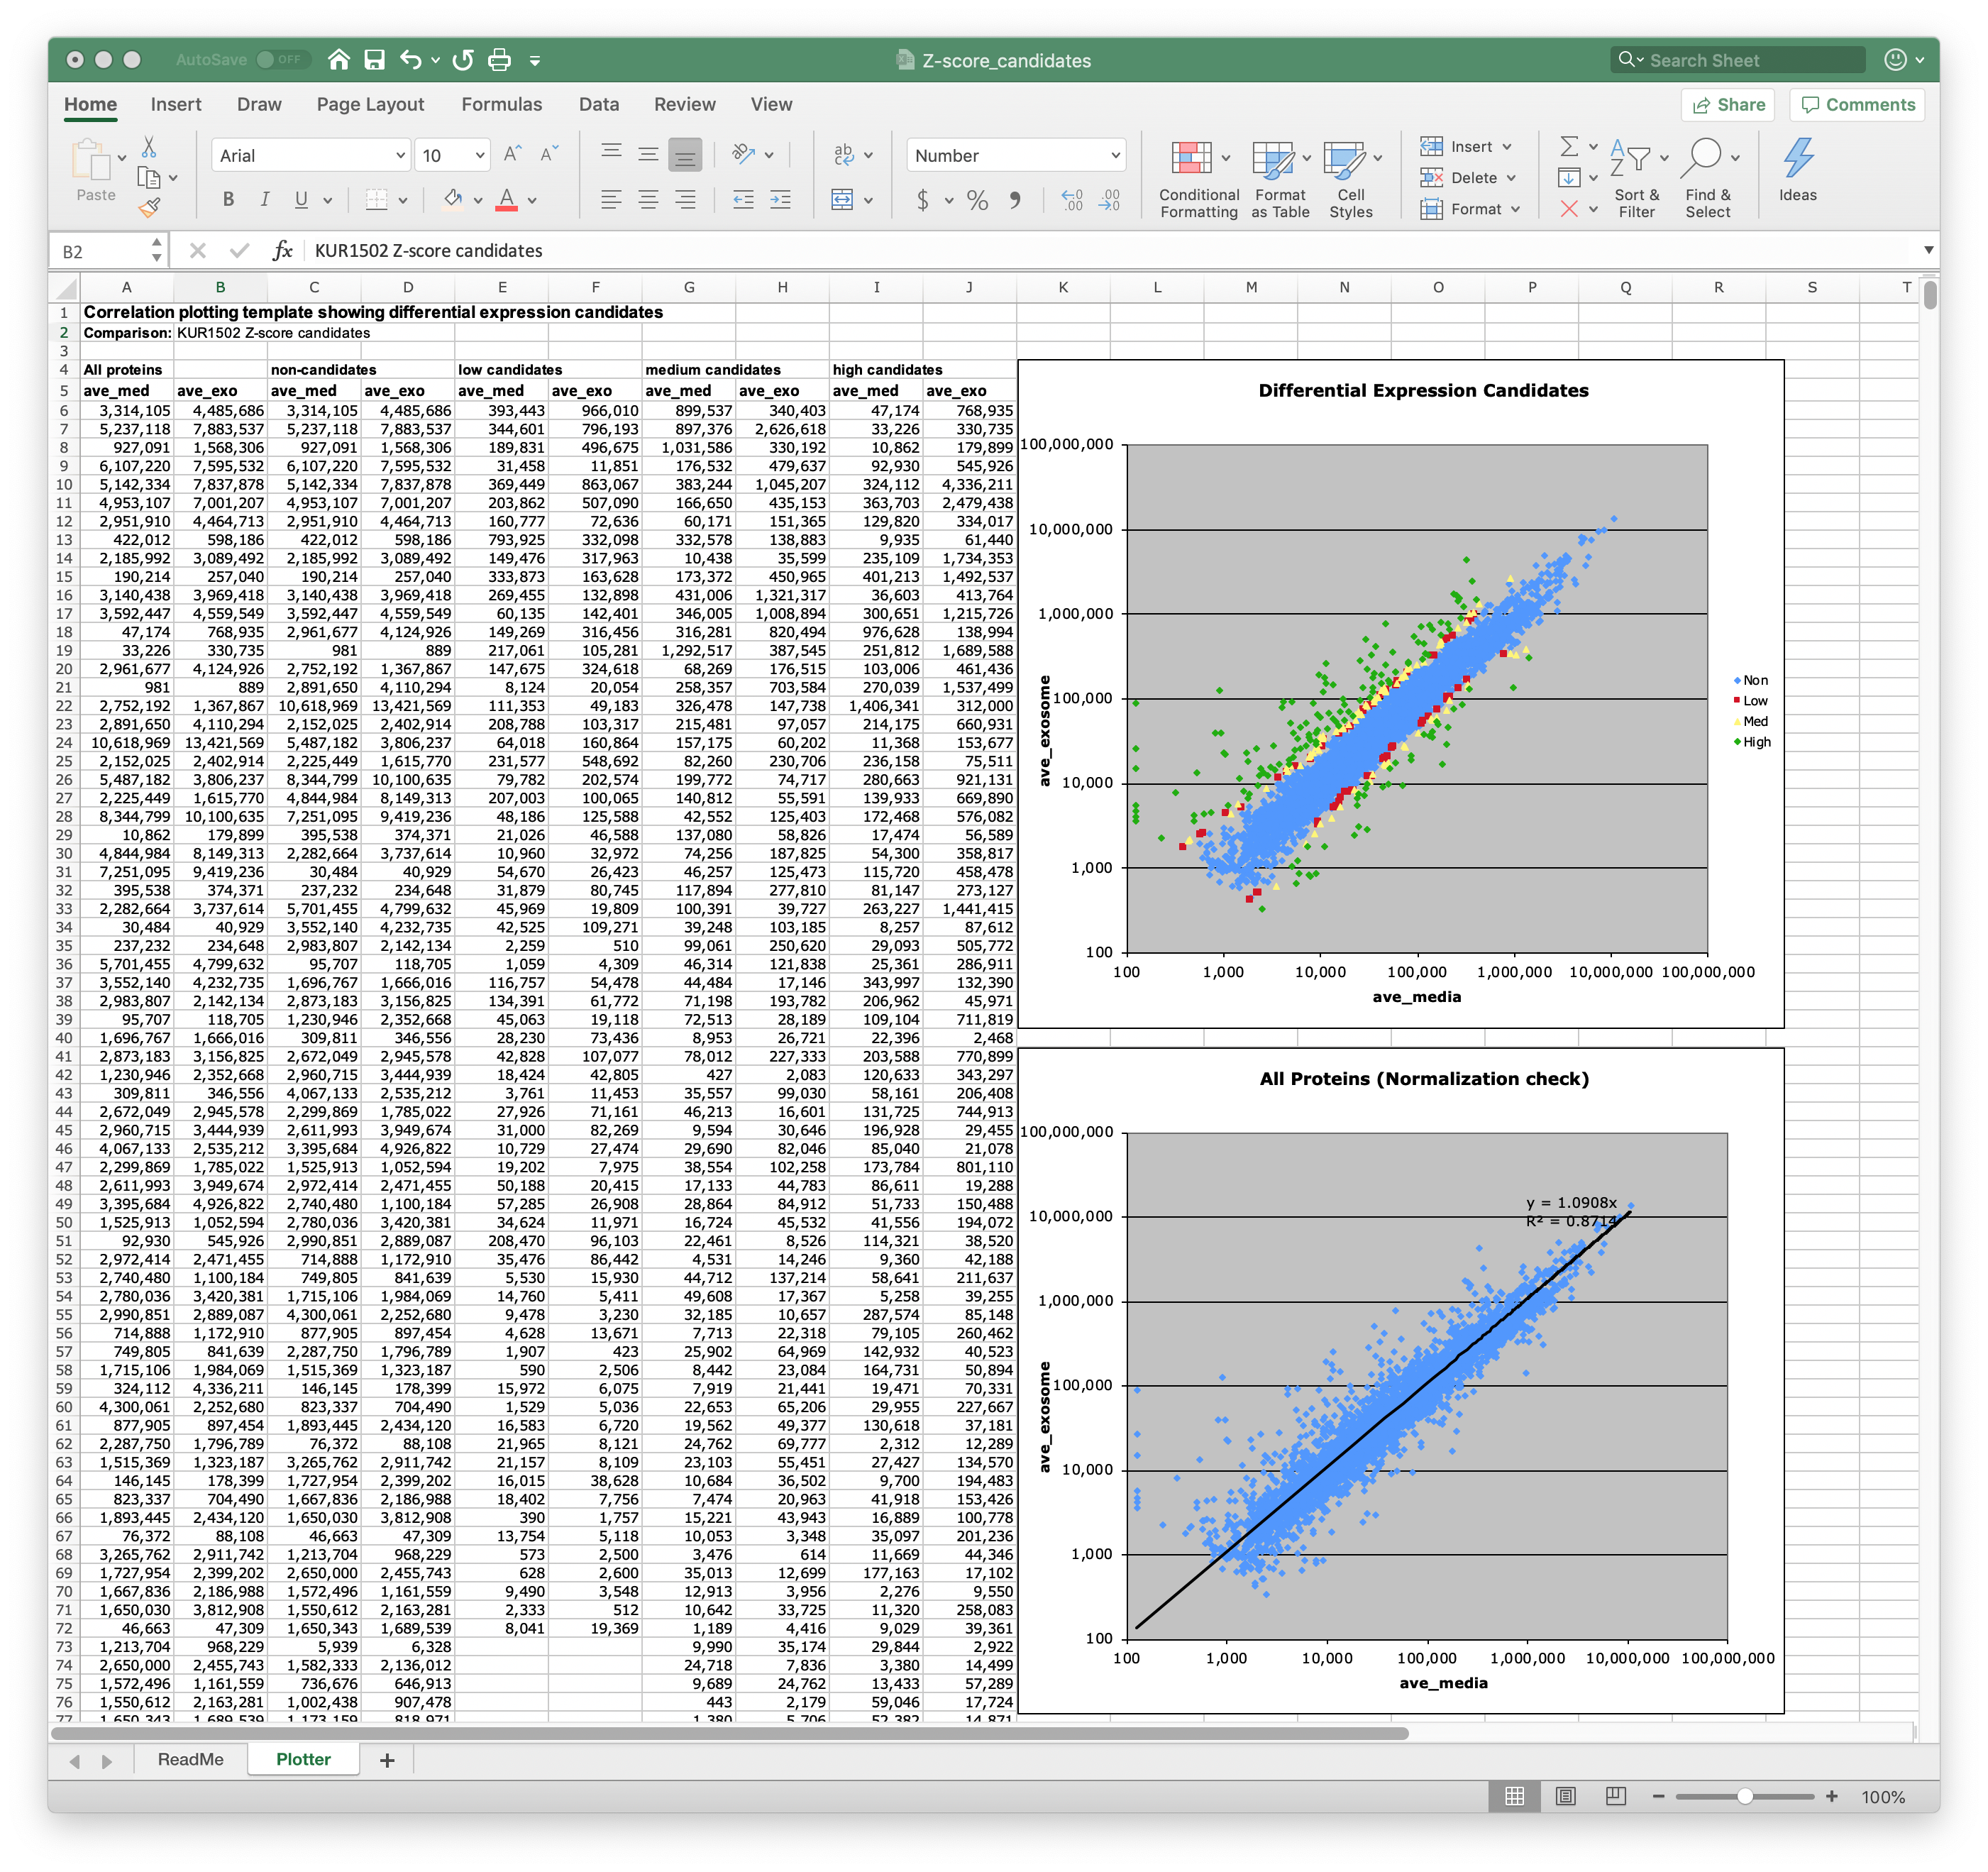 AutoSave OFF Z-score_candidates Search Sheet
Home Insert Draw Page Layout Formulas Data Review View Share Comments
Paste Arial 10 Number Conditional Formatting Format as Table Cell Styles Insert Delete Format Sort & Filter Find & Select Ideas
B2 fx KUR1502 Z-score candidates
A B C D E F G H I J K L M N O P Q R S T
1 Correlation plotting template showing differential expression candidates
2 Comparison: KUR1502 Z-score candidates
3
4 All proteins non-candidates low candidates medium candidates high candidates
5 ave_med ave_exo ave_med ave_exo ave_med ave_exo ave_med ave_exo ave_med ave_exo
6 3,314,105 4,485,686 3,314,105 4,485,686 393,443 966,010 899,537 340,403 47,174 768,935
7 5,237,118 7,883,537 5,237,118 7,883,537 344,601 796,193 897,376 2,626,618 33,226 330,735
8 927,091 1,568,306 927,091 1,568,306 189,831 496,675 1,031,586 330,192 10,862 179,899
9 6,107,220 7,595,532 6,107,220 7,595,532 31,458 11,851 176,532 479,637 92,930 545,926
10 5,142,334 7,837,878 5,142,334 7,837,878 369,449 863,067 383,244 1,045,207 324,112 4,336,211
11 4,953,107 7,001,207 4,953,107 7,001,207 203,862 507,090 166,650 435,153 363,703 2,479,438
12 2,951,910 4,464,713 2,951,910 4,464,713 160,777 72,636 60,171 151,365 129,820 334,017
13 422,012 598,186 422,012 598,186 793,925 332,098 332,578 138,883 9,935 61,440
14 2,185,992 3,089,492 2,185,992 3,089,492 149,476 317,963 10,438 35,599 235,109 1,734,353
15 190,214 257,040 190,214 257,040 333,873 163,628 173,372 450,965 401,213 1,492,537
16 3,140,438 3,969,418 3,140,438 3,969,418 269,455 132,898 431,006 1,321,317 36,603 413,764
17 3,592,447 4,559,549 3,592,447 4,559,549 60,135 142,401 346,005 1,008,894 300,651 1,215,726
18 47,174 768,935 2,961,677 4,124,926 149,269 316,456 316,281 820,494 976,628 138,994
19 33,226 330,735 981 889 217,061 105,281 1,292,517 387,545 251,812 1,689,588
20 2,961,677 4,124,926 2,752,192 1,367,867 147,675 324,618 68,269 176,515 103,006 461,436
21 981 889 2,891,650 4,110,294 8,124 20,054 258,357 703,584 270,039 1,537,499
22 2,752,192 1,367,867 10,618,969 13,421,569 111,353 49,183 326,478 147,738 1,406,341 312,000
23 2,891,650 4,110,294 2,152,025 2,402,914 208,788 103,317 215,481 97,057 214,175 660,931
24 10,618,969 13,421,569 5,487,182 3,806,237 64,018 160,864 157,175 60,202 11,368 153,677
25 2,152,025 2,402,914 2,225,449 1,615,770 231,577 548,692 82,260 230,706 236,158 75,511
26 5,487,182 3,806,237 8,344,799 10,100,635 79,782 202,574 199,772 74,717 280,663 921,131
27 2,225,449 1,615,770 4,844,984 8,149,313 207,003 100,065 140,812 55,591 139,933 669,890
28 8,344,799 10,100,635 7,251,095 9,419,236 48,186 125,588 42,552 125,403 172,468 576,082
29 10,862 179,899 395,538 374,371 21,026 46,588 137,080 58,826 17,474 56,589
30 4,844,984 8,149,313 2,282,664 3,737,614 10,960 32,972 74,256 187,825 54,300 358,817
31 7,251,095 9,419,236 30,484 40,929 54,670 26,423 46,257 125,473 115,720 458,478
32 395,538 374,371 237,232 234,648 31,879 80,745 117,894 277,810 81,147 273,127
33 2,282,664 3,737,614 5,701,455 4,799,632 45,969 19,809 100,391 39,727 263,227 1,441,415
34 30,484 40,929 3,552,140 4,232,735 42,525 109,271 39,248 103,185 8,257 87,612
35 237,232 234,648 2,983,807 2,142,134 2,259 510 99,061 250,620 29,093 505,772
36 5,701,455 4,799,632 95,707 118,705 1,059 4,309 46,314 121,838 25,361 286,911
37 3,552,140 4,232,735 1,696,767 1,666,016 116,757 54,478 44,484 17,146 343,997 132,390
38 2,983,807 2,142,134 2,873,183 3,156,825 134,391 61,772 71,198 193,782 206,962 45,971
39 95,707 118,705 1,230,946 2,352,668 45,063 19,118 72,513 28,189 109,104 711,819
40 1,696,767 1,666,016 309,811 346,556 28,230 73,436 8,953 26,721 22,396 2,468
41 2,873,183 3,156,825 2,672,049 2,945,578 42,828 107,077 78,012 227,333 203,588 770,899
42 1,230,946 2,352,668 2,960,715 3,444,939 18,424 42,805 427 2,083 120,633 343,297
43 309,811 346,556 4,067,133 2,535,212 3,761 11,453 35,557 99,030 58,161 206,408
44 2,672,049 2,945,578 2,299,869 1,785,022 27,926 71,161 46,213 16,601 131,725 744,913
45 2,960,715 3,444,939 2,611,993 3,949,674 31,000 82,269 9,594 30,646 196,928 29,455
46 4,067,133 2,535,212 3,395,684 4,926,822 10,729 27,474 29,690 82,046 85,040 21,078
47 2,299,869 1,785,022 1,525,913 1,052,594 19,202 7,975 38,554 102,258 173,784 801,110
48 2,611,993 3,949,674 2,972,414 2,471,455 50,188 20,415 17,133 44,783 86,611 19,288
49 3,395,684 4,926,822 2,740,480 1,100,184 57,285 26,908 28,864 84,912 51,733 150,488
50 1,525,913 1,052,594 2,780,036 3,420,381 34,624 11,971 16,724 45,532 41,556 194,072
51 92,930 545,926 2,990,851 2,889,087 208,470 96,103 22,461 8,526 114,321 38,520
52 2,972,414 2,471,455 714,888 1,172,910 35,476 86,442 4,531 14,246 9,360 42,188
53 2,740,480 1,100,184 749,805 841,639 5,530 15,930 44,712 137,214 58,641 211,637
54 2,780,036 3,420,381 1,715,106 1,984,069 14,760 5,411 49,608 17,367 5,258 39,255
55 2,990,851 2,889,087 4,300,061 2,252,680 9,478 3,230 32,185 10,657 287,574 85,148
56 714,888 1,172,910 877,905 897,454 4,628 13,671 7,713 22,318 79,105 260,462
57 749,805 841,639 2,287,750 1,796,789 1,907 423 25,902 64,969 142,932 40,523
58 1,715,106 1,984,069 1,515,369 1,323,187 590 2,506 8,442 23,084 164,731 50,894
59 324,112 4,336,211 146,145 178,399 15,972 6,075 7,919 21,441 19,471 70,331
60 4,300,061 2,252,680 823,337 704,490 1,529 5,036 22,653 65,206 29,955 227,667
61 877,905 897,454 1,893,445 2,434,120 16,583 6,720 19,562 49,377 130,618 37,181
62 2,287,750 1,796,789 76,372 88,108 21,965 8,121 24,762 69,777 2,312 12,289
63 1,515,369 1,323,187 3,265,762 2,911,742 21,157 8,109 23,103 55,451 27,427 134,570
64 146,145 178,399 1,727,954 2,399,202 16,015 38,628 10,684 36,502 9,700 194,483
65 823,337 704,490 1,667,836 2,186,988 18,402 7,756 7,474 20,963 41,918 153,426
66 1,893,445 2,434,120 1,650,030 3,812,908 390 1,757 15,221 43,943 16,889 100,778
67 76,372 88,108 46,663 47,309 13,754 5,118 10,053 3,348 35,097 201,236
68 3,265,762 2,911,742 1,213,704 968,229 573 2,500 3,476 614 11,669 44,346
69 1,727,954 2,399,202 2,650,000 2,455,743 628 2,600 35,013 12,699 177,163 17,102
70 1,667,836 2,186,988 1,572,496 1,161,559 9,490 3,548 12,913 3,956 2,276 9,550
71 1,650,030 3,812,908 1,550,612 2,163,281 2,333 512 10,642 33,725 11,320 258,083
72 46,663 47,309 1,650,343 1,689,539 8,041 19,369 1,189 4,416 9,029 39,361
73 1,213,704 968,229 5,939 6,328 9,990 35,174 29,844 2,922
74 2,650,000 2,455,743 1,582,333 2,136,012 24,718 7,836 3,380 14,499
75 1,572,496 1,161,559 736,676 646,913 9,689 24,762 13,433 57,289
76 1,550,612 2,163,281 1,002,438 907,478 443 2,179 59,046 17,724
77 1,650,343 1,689,539 1,173,159 818,971 1,380 5,706 52,382 14,871
Differential Expression Candidates
100,000,000
10,000,000
1,000,000
100,000
10,000
1,000
100
ave_exosome
100 1,000 10,000 100,000 1,000,000 10,000,000 100,000,000
ave_media
Non
Low
Med
High
All Proteins (Normalization check)
100,000,000
10,000,000
1,000,000
100,000
10,000
1,000
100
ave_exosome
y = 1.0908x
R² = 0.8714
100 1,000 10,000 100,000 1,000,000 10,000,000 100,000,000
ave_media
ReadMe Plotter +
100%